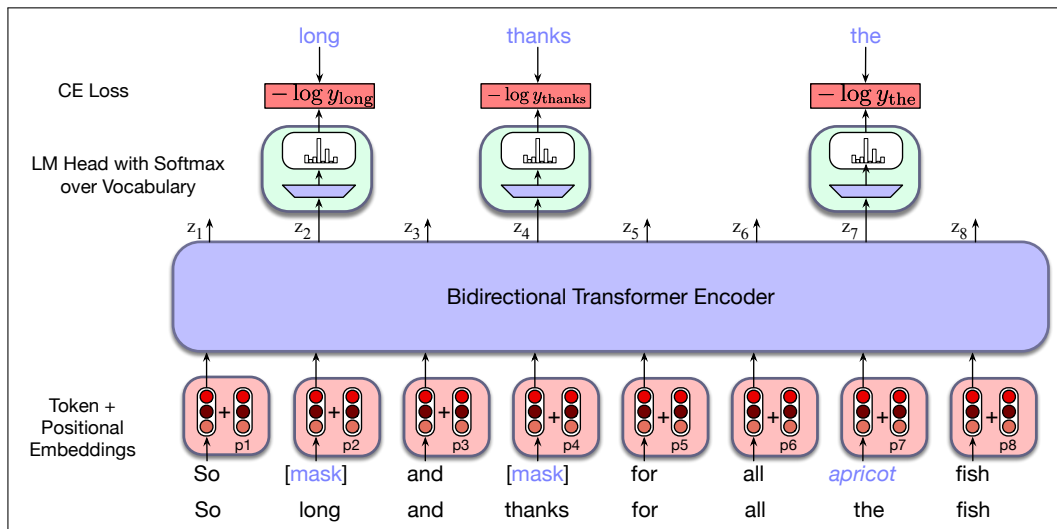 long thanks the
CE Loss
− log y_long − log y_thanks − log y_the
LM Head with Softmax
over Vocabulary
z1 z2 z3 z4 z5 z6 z7 z8
Bidirectional Transformer Encoder
Token +
Positional
Embeddings
+ + + + + + + +
p1 p2 p3 p4 p5 p6 p7 p8
So [mask] and [mask] for all apricot fish
So long and thanks for all the fish